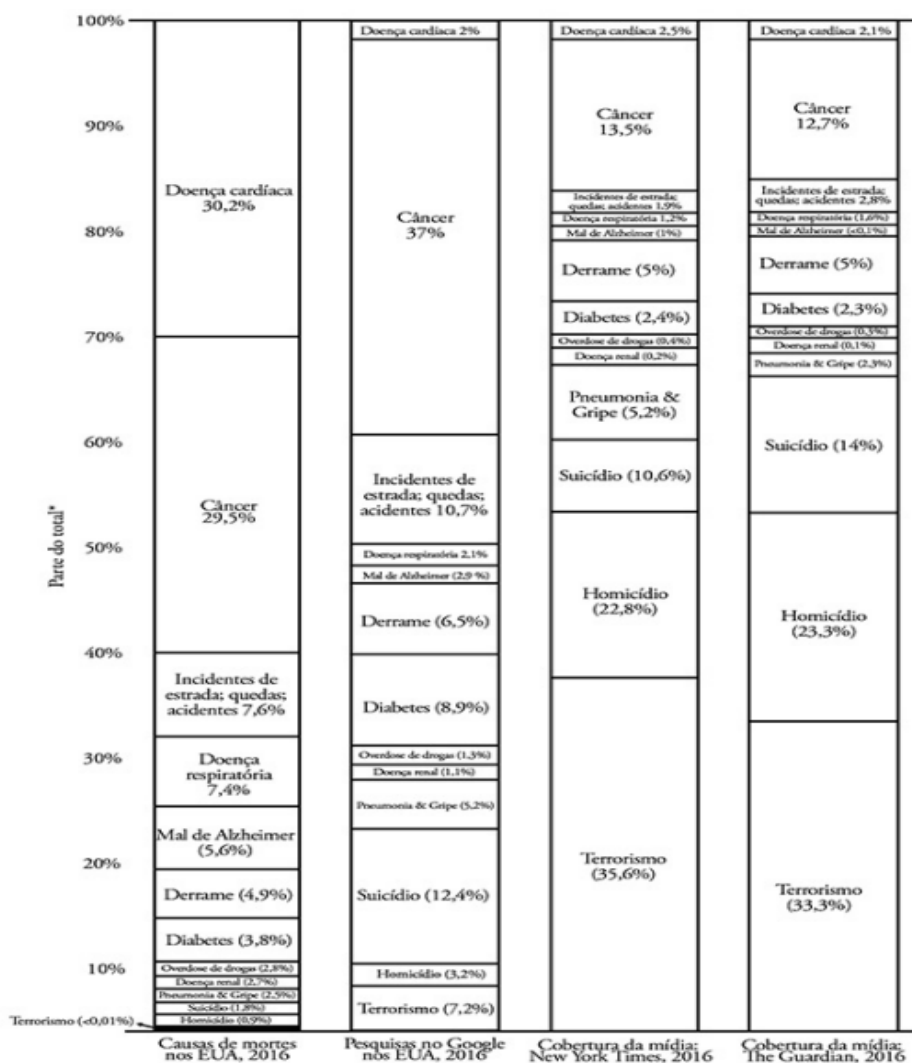 100%
90%
80%
70%
60%
50%
40%
30%
20%
10%
Parte do total*
Doença cardíaca
30,2%
Câncer
29,5%
Incidentes de
estrada; quedas;
acidentes 7,6%
Doença
respiratória
7,4%
Mal de Alzheimer
(5,6%)
Derrame (4,9%)
Diabetes (3,8%)
Overdose de drogas (2,8%)
Doença renal (2,7%)
Pneumonia & Gripe (2,5%)
Suicídio (1,8%)
Homicídio (0,9%)
Terrorismo (<0,01%)
Causas de mortes
nos EUA, 2016
Doença cardíaca 2%
Câncer
37%
Incidentes de
estrada; quedas;
acidentes 10,7%
Doença respiratória 2,1%
Mal de Alzheimer (2,9 %)
Derrame (6,5%)
Diabetes (8,9%)
Overdose de drogas (1,3%)
Doença renal (1,1%)
Pneumonia & Gripe (5,2%)
Suicídio (12,4%)
Homicídio (3,2%)
Terrorismo (7,2%)
Pesquisas no Google
nos EUA, 2016
Doença cardíaca 2,5%
Câncer
13,5%
Incidentes de estrada;
quedas; acidentes 1,9%
Doença respiratória 1,2%
Mal de Alzheimer (1%)
Derrame (5%)
Diabetes (2,4%)
Overdose de drogas (0,4%)
Doença renal (0,2%)
Pneumonia &
Gripe (5,2%)
Suicídio (10,6%)
Homicídio
(22,8%)
Terrorismo
(35,6%)
Cobertura da mídia:
New York Times, 2016
Doença cardíaca 2,1%
Câncer
12,7%
Incidentes de estrada;
quedas; acidentes 2,8%
Doença respiratória (1,6%)
Mal de Alzheimer (<0,1%)
Derrame (5%)
Diabetes (2,3%)
Overdose de drogas (0,3%)
Doença renal (0,1%)
Pneumonia & Gripe (2,3%)
Suicídio (14%)
Homicídio
(23,3%)
Terrorismo
(33,3%)
Cobertura da mídia:
The Guardian, 2016